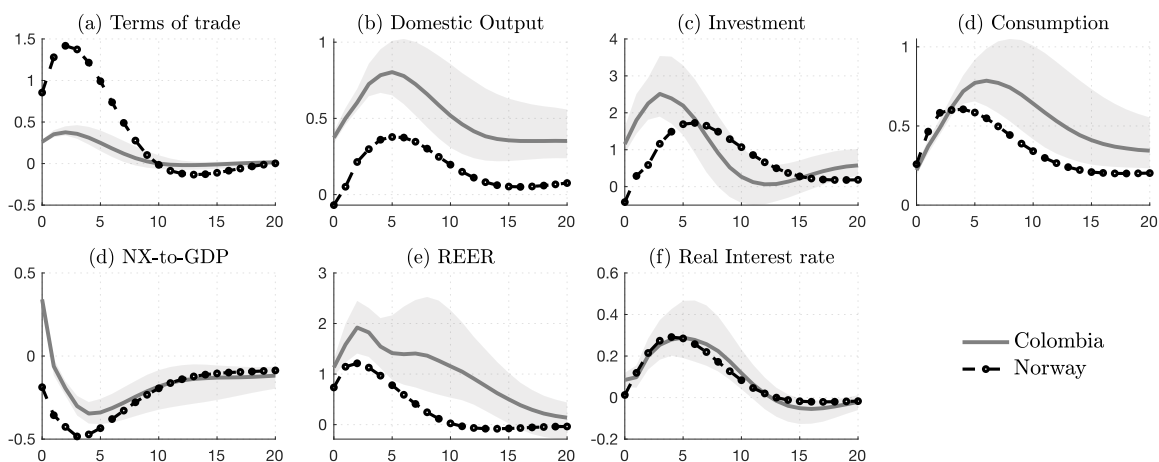 (a) Terms of trade
1.5
1
0.5
0
-0.5
0 5 10 15 20
(b) Domestic Output
1
0.5
0
0 5 10 15 20
(c) Investment
4
3
2
1
0
0 5 10 15 20
(d) Consumption
1
0.5
0
0 5 10 15 20
(d) NX-to-GDP
0.5
0
-0.5
0 5 10 15 20
(e) REER
3
2
1
0
0 5 10 15 20
(f) Real Interest rate
0.6
0.4
0.2
0
-0.2
0 5 10 15 20
Colombia
Norway